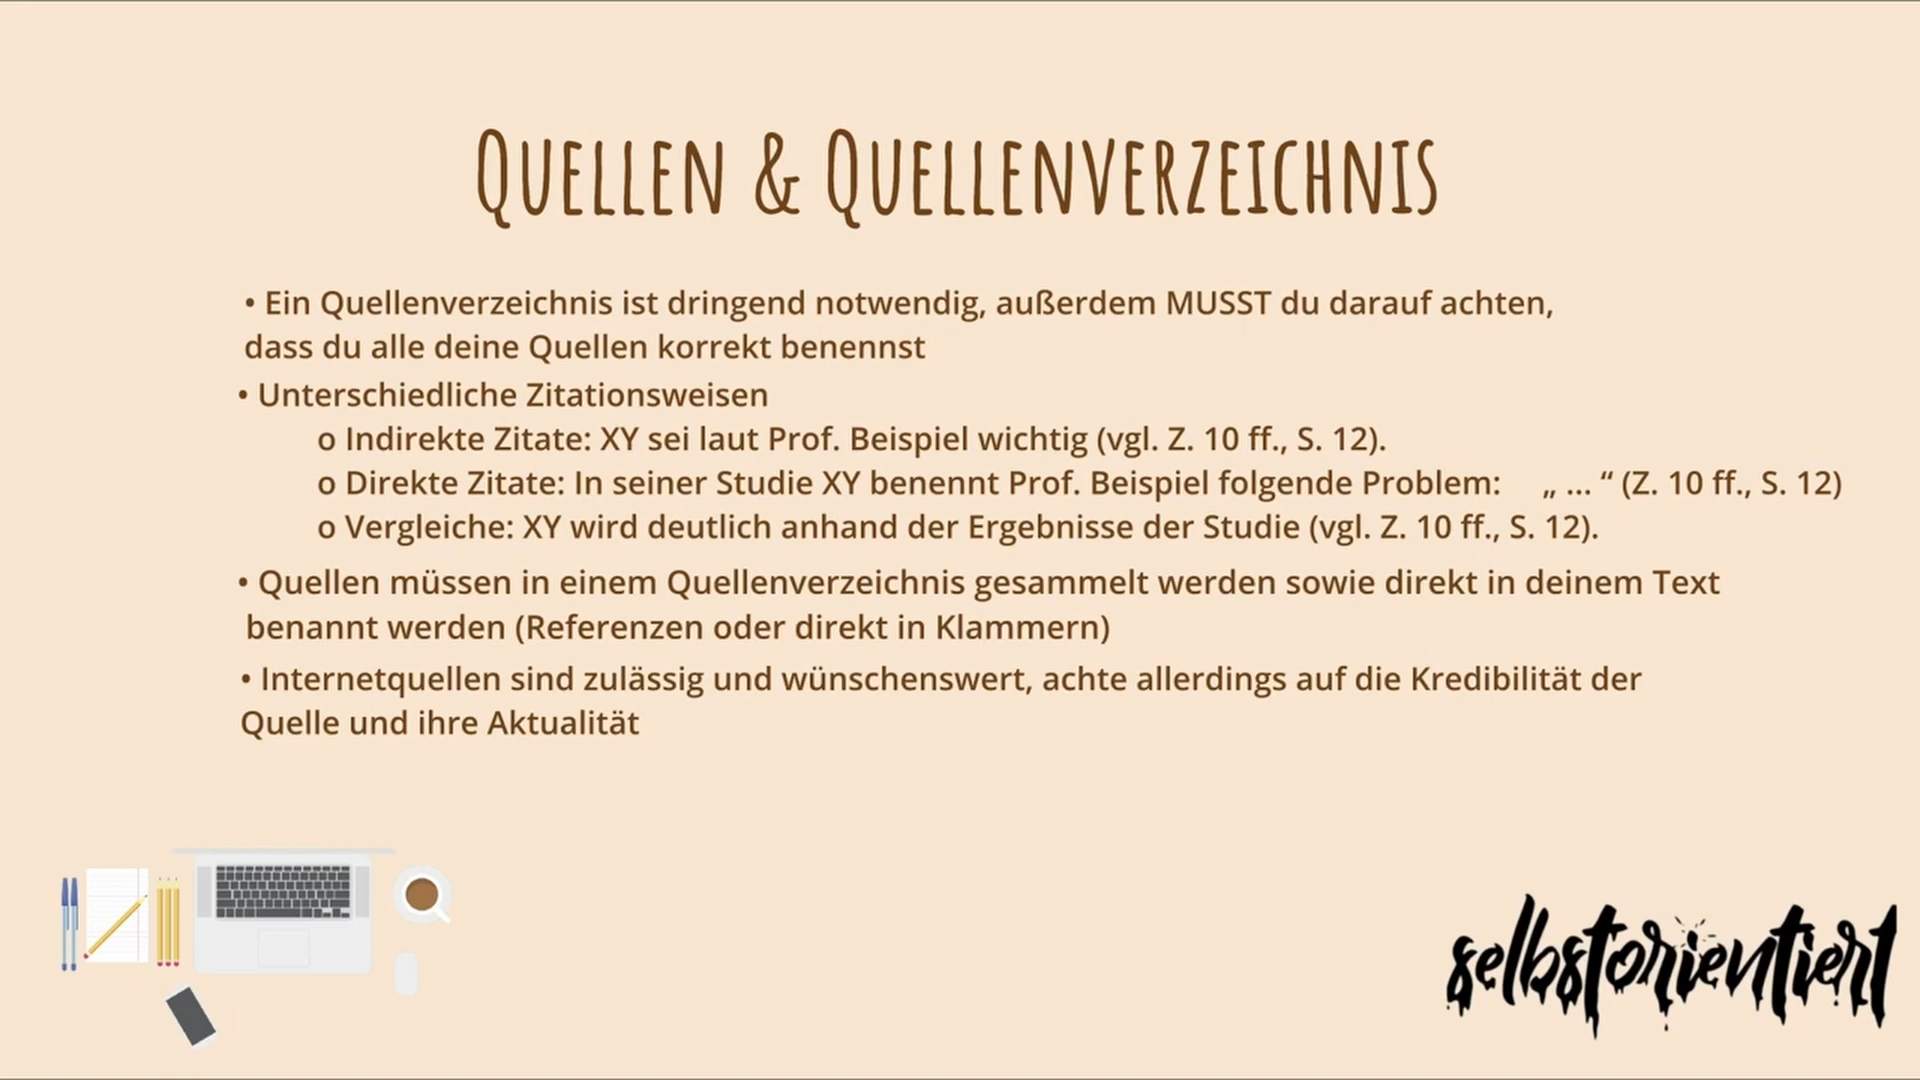 Quellen & Quellenverzeichnis
• Ein Quellenverzeichnis ist dringend notwendig, außerdem MUSST du darauf achten,
dass du alle deine Quellen korrekt benennst
• Unterschiedliche Zitationsweisen
o Indirekte Zitate: XY sei laut Prof. Beispiel wichtig (vgl. Z. 10 ff., S. 12).
o Direkte Zitate: In seiner Studie XY benennt Prof. Beispiel folgende Problem: „ ... “ (Z. 10 ff., S. 12)
o Vergleiche: XY wird deutlich anhand der Ergebnisse der Studie (vgl. Z. 10 ff., S. 12).
• Quellen müssen in einem Quellenverzeichnis gesammelt werden sowie direkt in deinem Text
benannt werden (Referenzen oder direkt in Klammern)
• Internetquellen sind zulässig und wünschenswert, achte allerdings auf die Kredibilität der
Quelle und ihre Aktualität
selbstorientiert